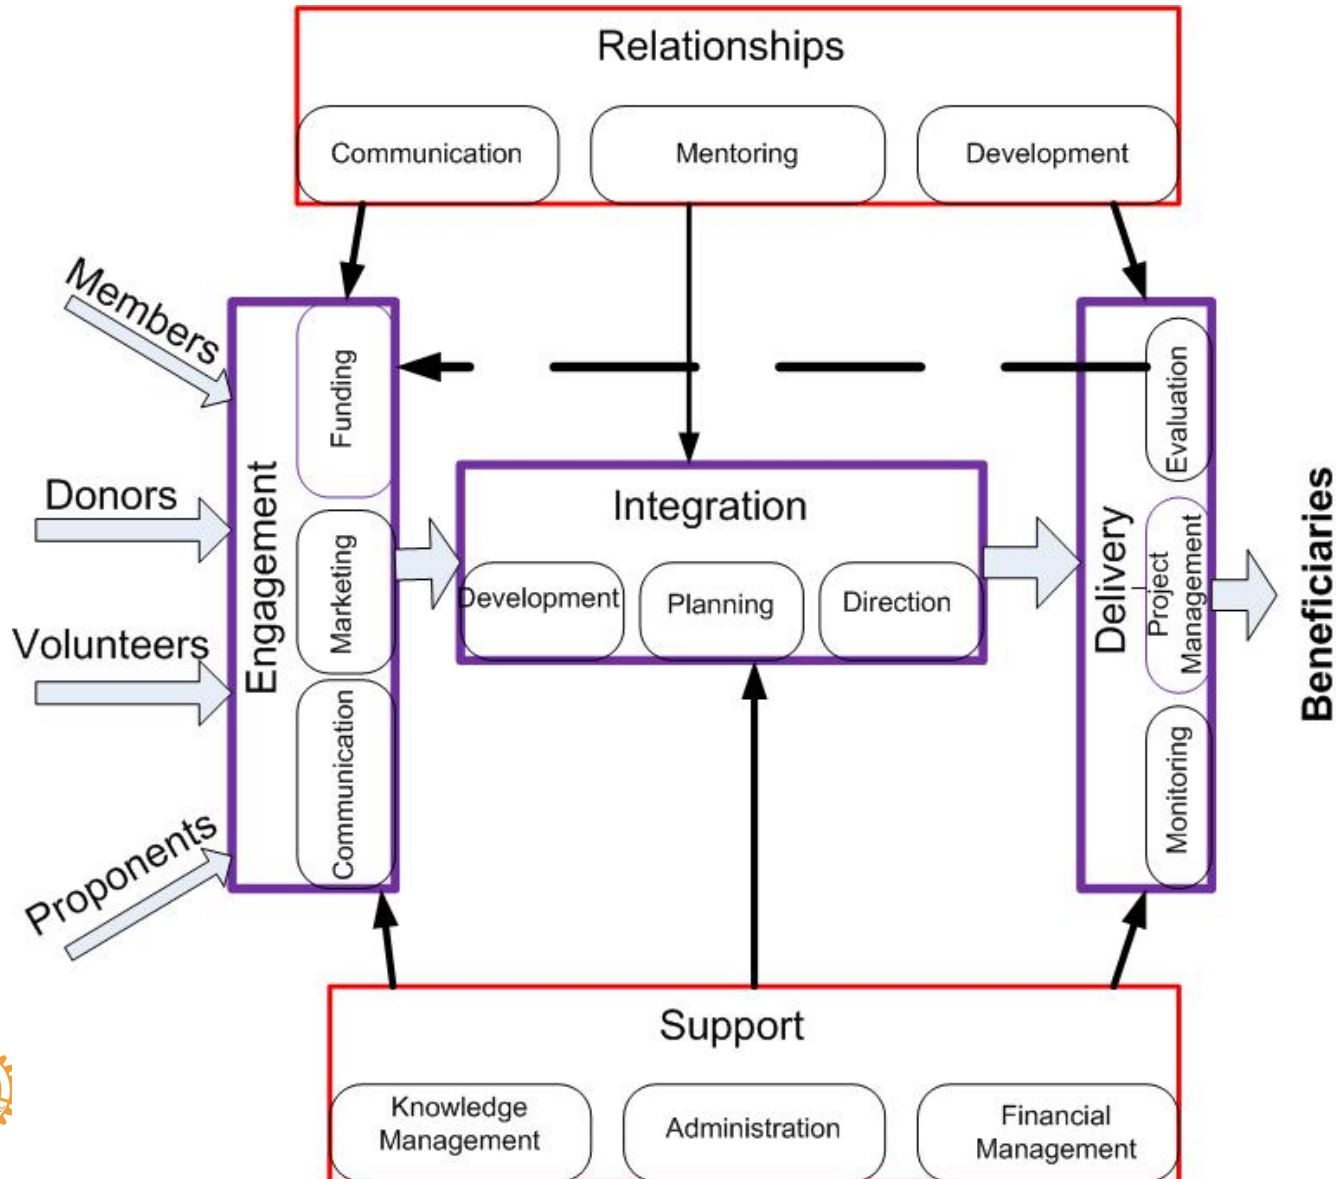 Relationships
Communication
Mentoring
Development
Members
Donors
Volunteers
Proponents
Engagement
Funding
Marketing
Communication
Integration
Development
Planning
Direction
Delivery
Evaluation
Project
Management
Monitoring
Beneficiaries
Support
Knowledge
Management
Administration
Financial
Management